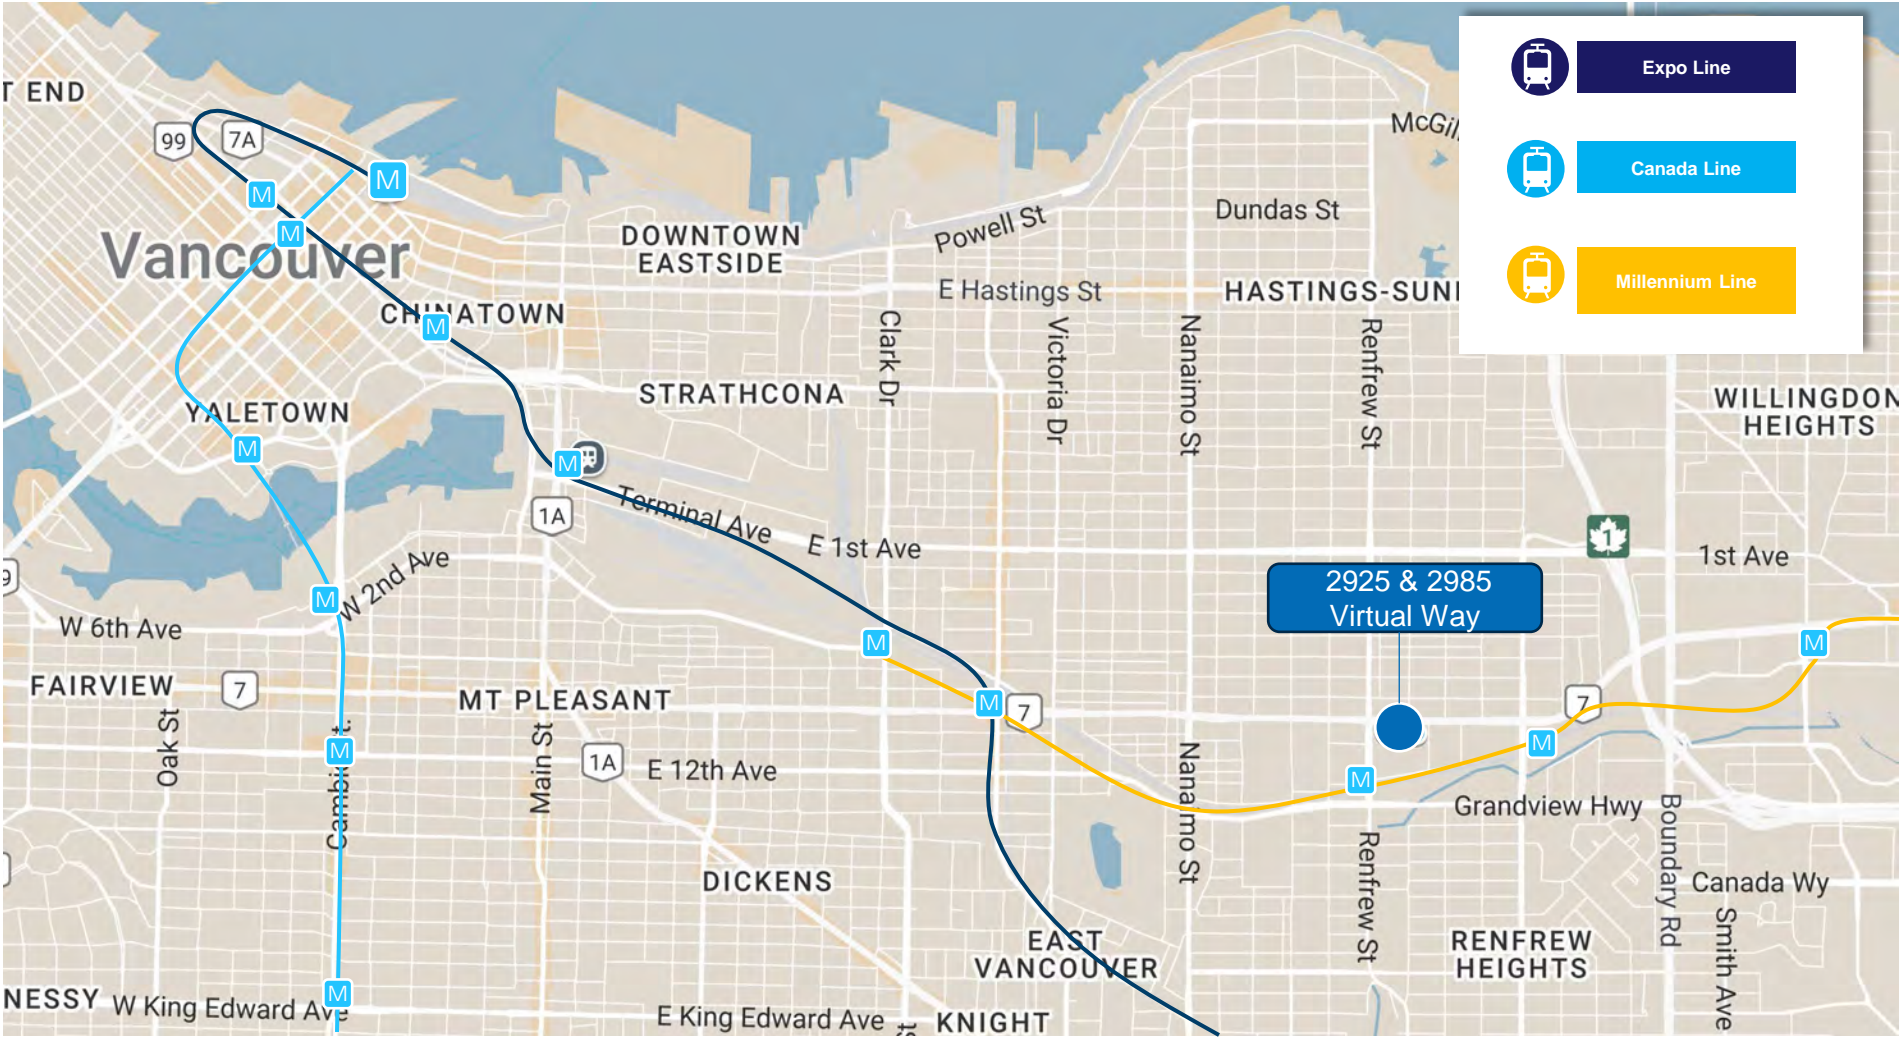 Expo Line
Canada Line
Millennium Line
T END
99
7A
M
M
M
Vancouver
DOWNTOWN
EASTSIDE
Powell St
Dundas St
McGil
E Hastings St
HASTINGS-SUN
CHINATOWN
M
Clark Dr
Victoria Dr
Nanaimo St
Renfrew St
YALETOWN
STRATHCONA
WILLINGDON
HEIGHTS
M
M
1A
Terminal Ave
E 1st Ave
1
1st Ave
9
W 2nd Ave
M
2925 & 2985
Virtual Way
W 6th Ave
M
M
FAIRVIEW
7
MT PLEASANT
M
7
7
M
Oak St
Cambie St.
M
Main St
1A
E 12th Ave
Nanaimo St
M
Grandview Hwy
Boundary Rd
Renfrew St
DICKENS
Canada Wy
Smith Ave
EAST
VANCOUVER
RENFREW
HEIGHTS
NESSY
W King Edward Ave
M
E King Edward Ave
KNIGHT